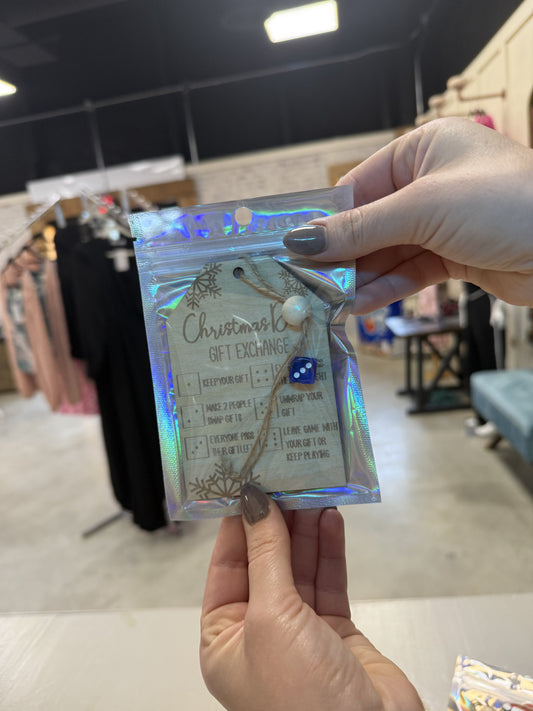 Christmas
GIFT EXCHANGE
KEEP YOUR GIFT
MAKE 2 PEOPLE
SWAP GIFTS
UNWRAP YOUR
GIFT
EVERYONE PASS
THEIR GIFT LEFT
LEAVE GAME WITH
YOUR GIFT OR
KEEP PLAYING